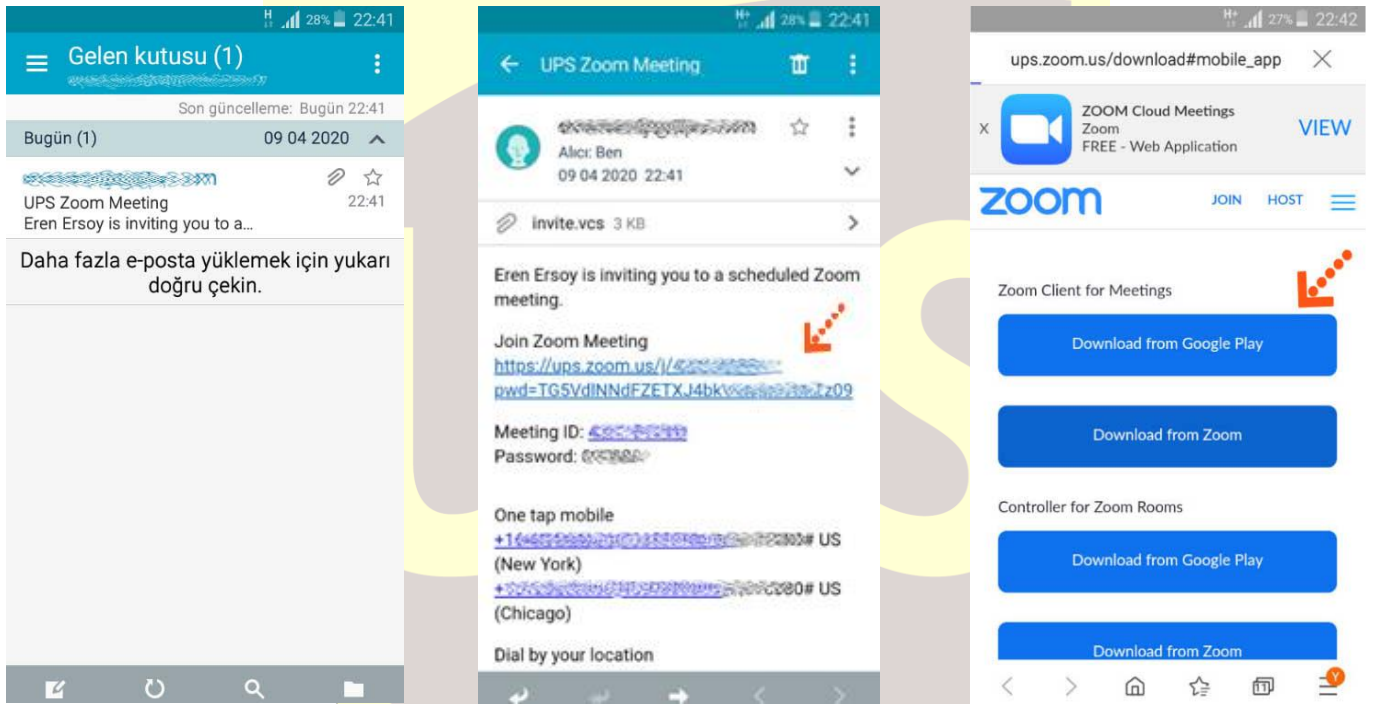 H 28% 22:41
Gelen kutusu (1)
Son güncelleme: Bugün 22:41
Bugün (1) 09 04 2020
UPS Zoom Meeting 22:41
Eren Ersoy is inviting you to a...
Daha fazla e-posta yüklemek için yukarı
doğru çekin.
H+ 28% 22:41
UPS Zoom Meeting
Alıcı: Ben
09 04 2020 22:41
invite.vcs 3 KB
Eren Ersoy is inviting you to a scheduled Zoom
meeting.
Join Zoom Meeting
https://ups.zoom.us/j/
Meeting ID:
Password:
One tap mobile
# US
(New York)
# US
(Chicago)
Dial by your location
H+ 27% 22:42
ups.zoom.us/download#mobile_app
x ZOOM Cloud Meetings
Zoom VIEW
FREE - Web Application
zoom JOIN HOST
Zoom Client for Meetings
Download from Google Play
Download from Zoom
Controller for Zoom Rooms
Download from Google Play
Download from Zoom
11 Y